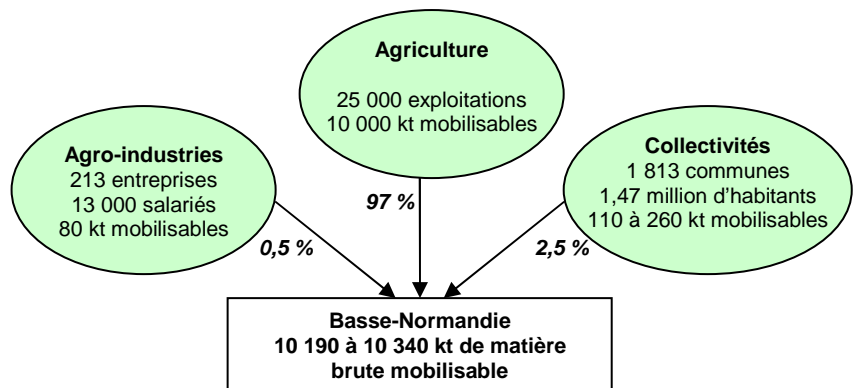 Agriculture
25 000 exploitations
10 000 kt mobilisables
Agro-industries
213 entreprises
13 000 salariés
80 kt mobilisables
Collectivités
1 813 communes
1,47 million d'habitants
110 à 260 kt mobilisables
97 %
0,5 %
2,5 %
Basse-Normandie
10 190 à 10 340 kt de matière
brute mobilisable